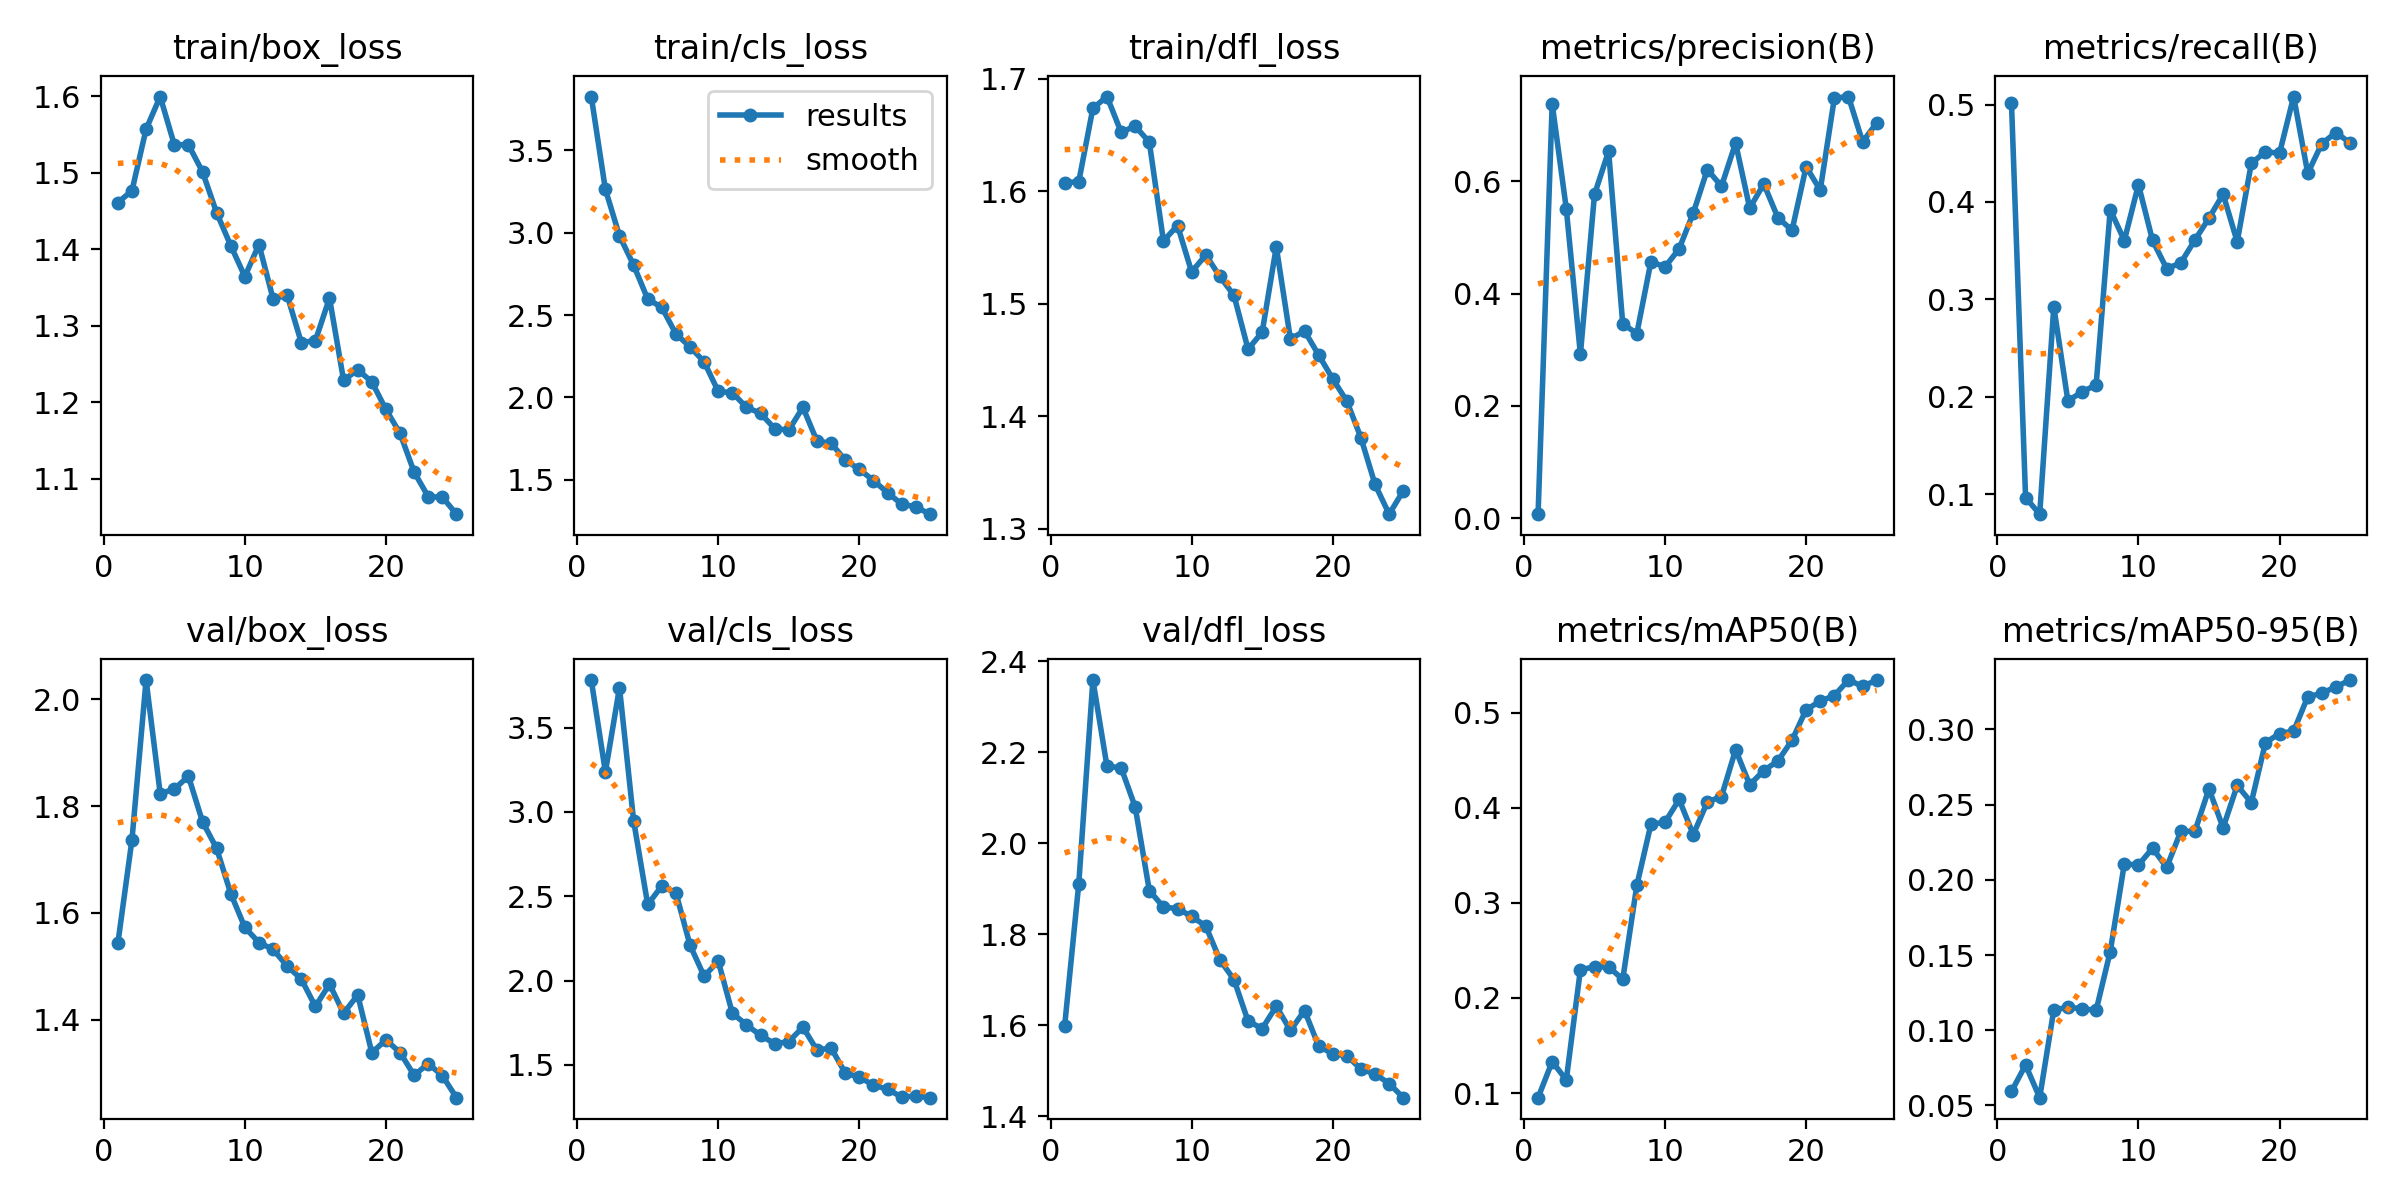 train/box_loss
1.6
1.5
1.4
1.3
1.2
1.1
0 10 20
train/cls_loss
results
smooth
3.5
3.0
2.5
2.0
1.5
0 10 20
train/dfl_loss
1.7
1.6
1.5
1.4
1.3
0 10 20
metrics/precision(B)
0.6
0.4
0.2
0.0
0 10 20
metrics/recall(B)
0.5
0.4
0.3
0.2
0.1
0 10 20
val/box_loss
2.0
1.8
1.6
1.4
0 10 20
val/cls_loss
3.5
3.0
2.5
2.0
1.5
0 10 20
val/dfl_loss
2.4
2.2
2.0
1.8
1.6
1.4
0 10 20
metrics/mAP50(B)
0.5
0.4
0.3
0.2
0.1
0 10 20
metrics/mAP50-95(B)
0.30
0.25
0.20
0.15
0.10
0.05
0 10 20